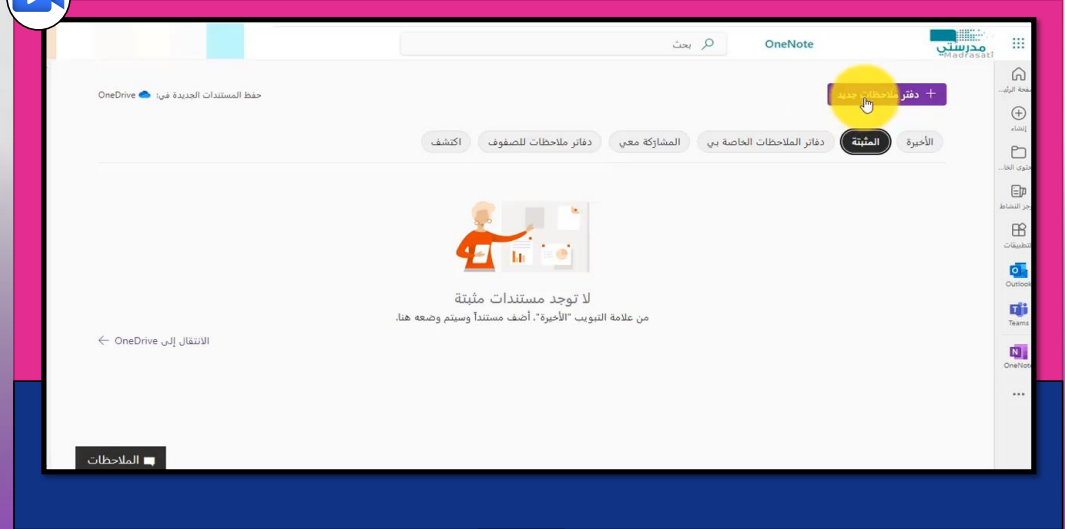 مدرستي
Madrasati
OneNote
بحث
+ دفتر ملاحظات جديد
حفظ المستندات الجديدة في: OneDrive
الأخيرة
المثبتة
دفاتر الملاحظات الخاصة بي
المشاركة معي
دفاتر ملاحظات للصفوف
اكتشف
لا توجد مستندات مثبتة
من علامة التبويب "الأخيرة"، أضف مستنداً وسيتم وضعه هنا.
الانتقال إلى OneDrive
إنشاء
Outlook
Teams
OneNote
الملاحظات